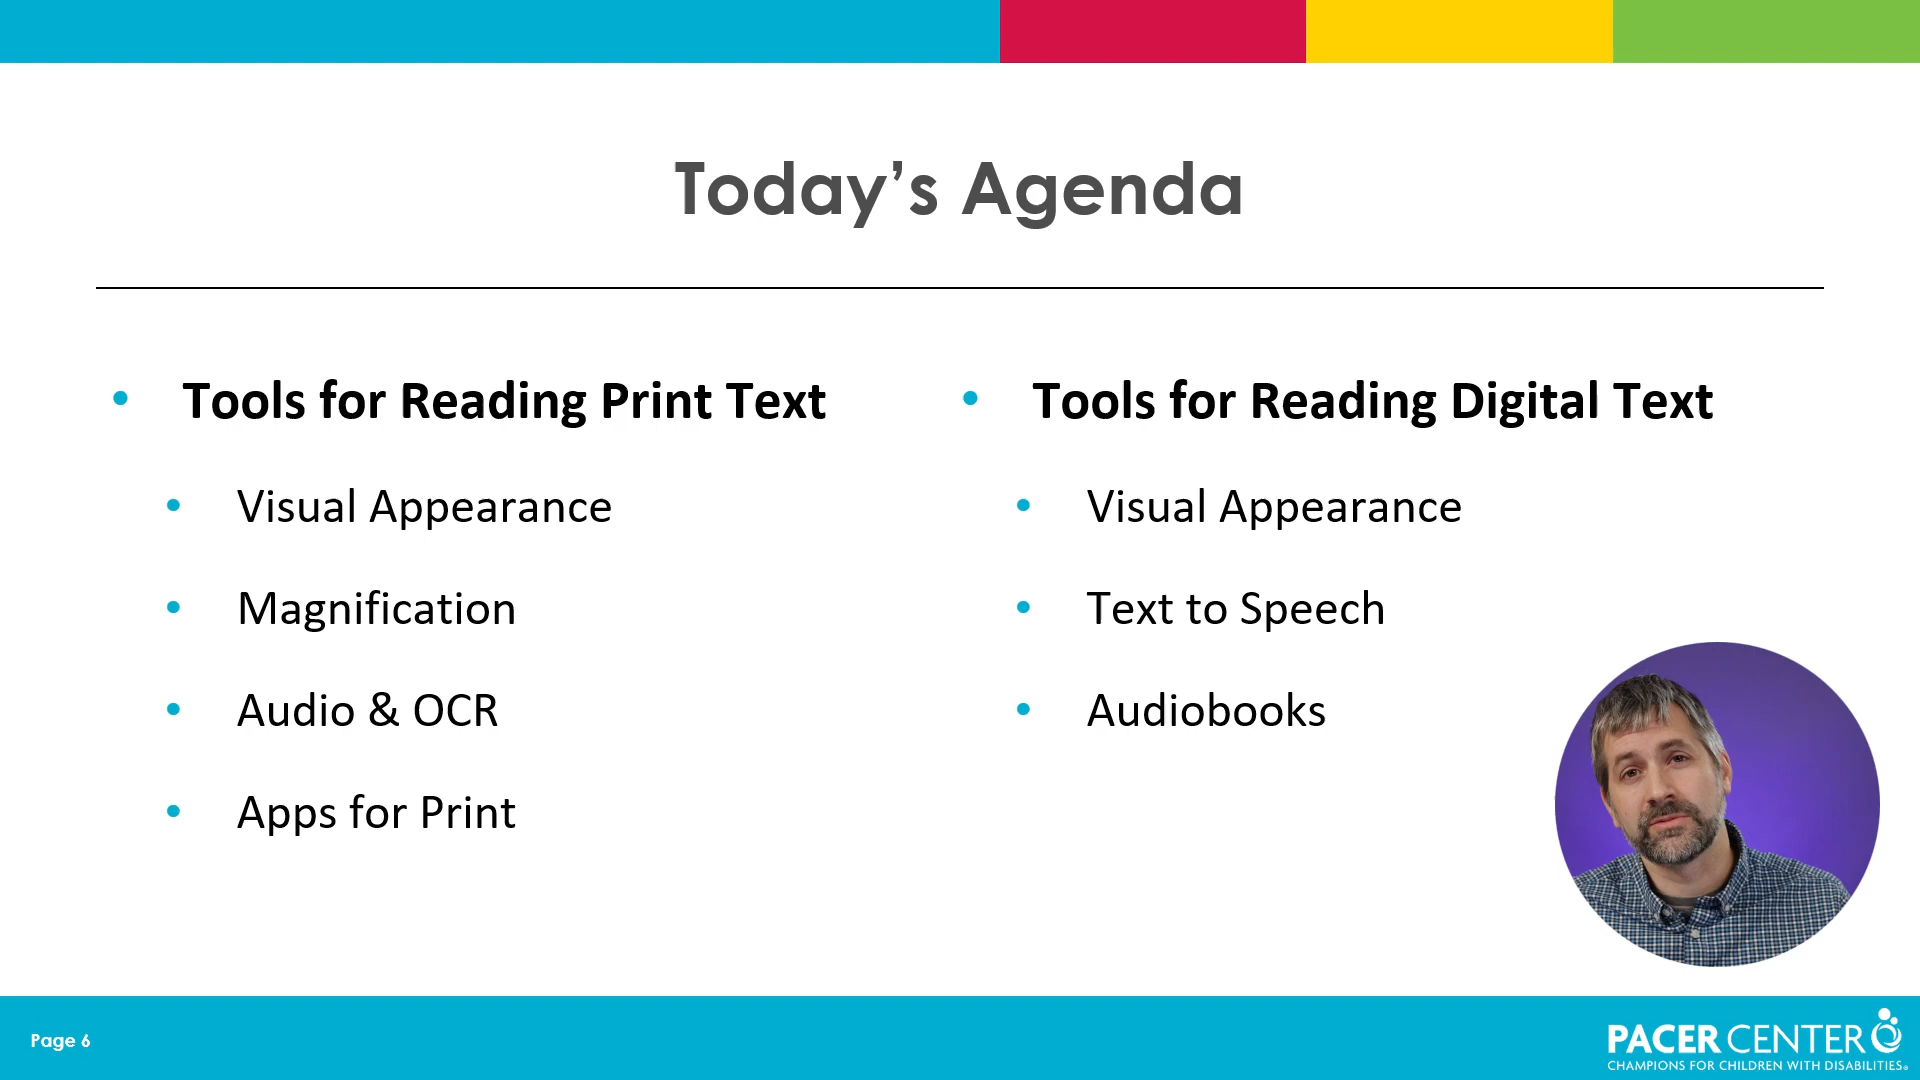 Today’s Agenda
• Tools for Reading Print Text
• Visual Appearance
• Magnification
• Audio & OCR
• Apps for Print
• Tools for Reading Digital Text
• Visual Appearance
• Text to Speech
• Audiobooks
Page 6
PACER CENTER
CHAMPIONS FOR CHILDREN WITH DISABILITIES®